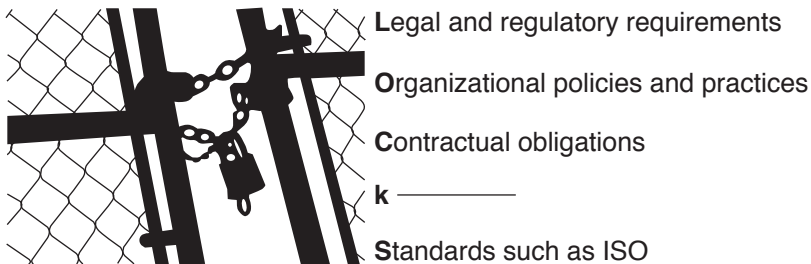 Legal and regulatory requirements
Organizational policies and practices
Contractual obligations
k
Standards such as ISO